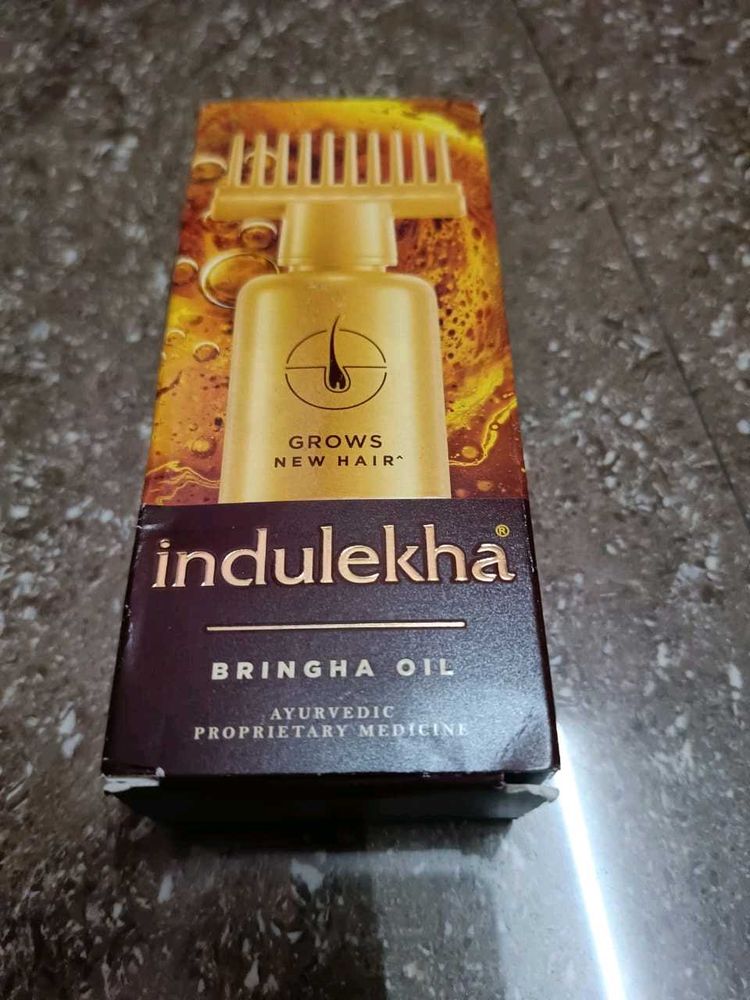 GROWS
NEW HAIR^
indulekha®
BRINGHA OIL
AYURVEDIC
PROPRIETARY MEDICINE